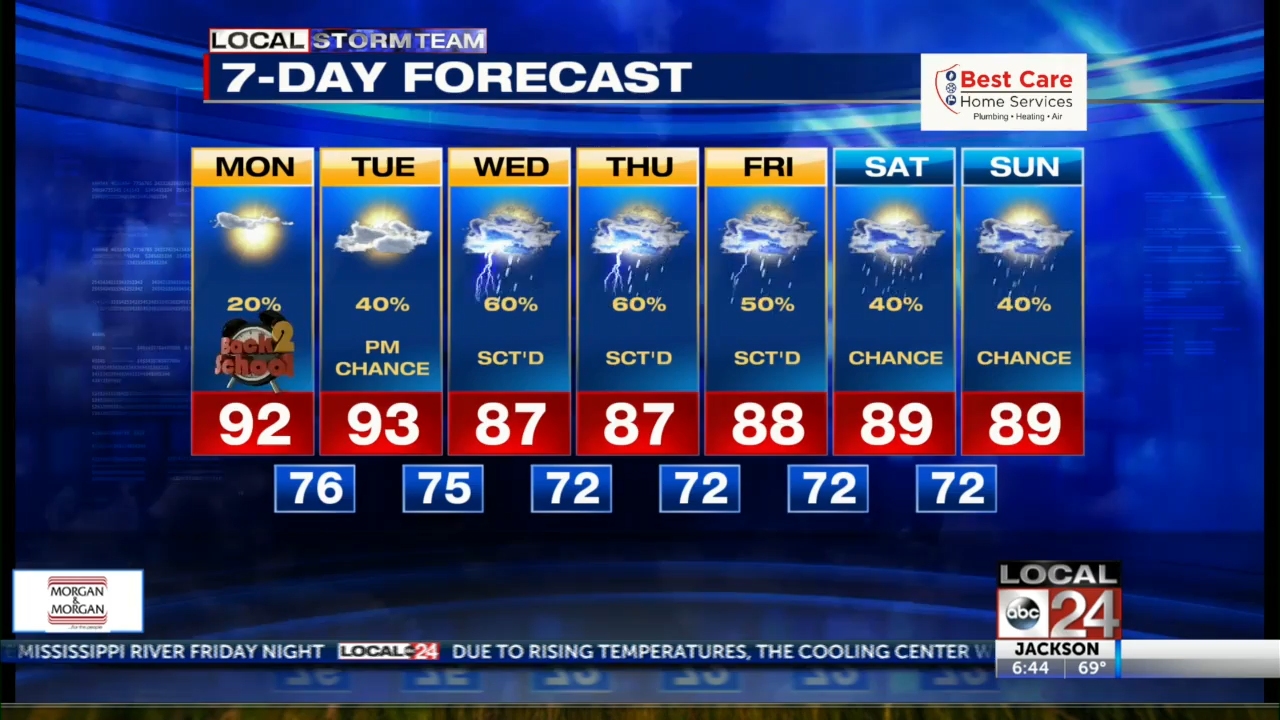 LOCAL STORM TEAM
7-DAY FORECAST
Best Care
Home Services
Plumbing • Heating • Air
MON TUE WED THU FRI SAT SUN
20% 40% 60% 60% 50% 40% 40%
Back 2 School
PM CHANCE
SCT'D SCT'D SCT'D CHANCE CHANCE
92 93 87 87 88 89 89
76 75 72 72 72 72
MORGAN
&
MORGAN
LOCAL
abc 24
MISSISSIPPI RIVER FRIDAY NIGHT LOCAL 24 DUE TO RISING TEMPERATURES, THE COOLING CENTER W
JACKSON
6:44 69°